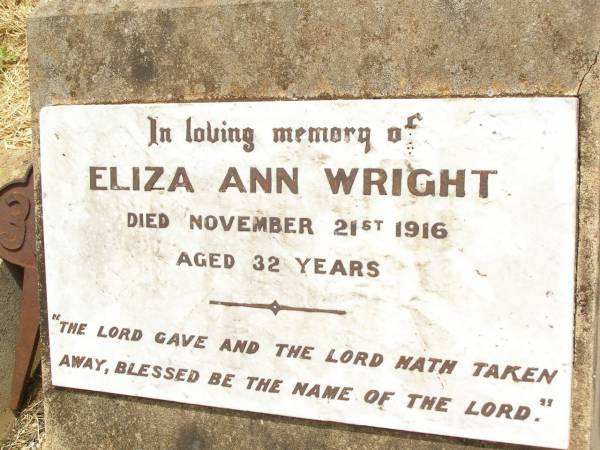 In loving memory of
ELIZA ANN WRIGHT
DIED NOVEMBER 21ST 1916
AGED 32 YEARS
"THE LORD GAVE AND THE LORD HATH TAKEN
AWAY, BLESSED BE THE NAME OF THE LORD."
3